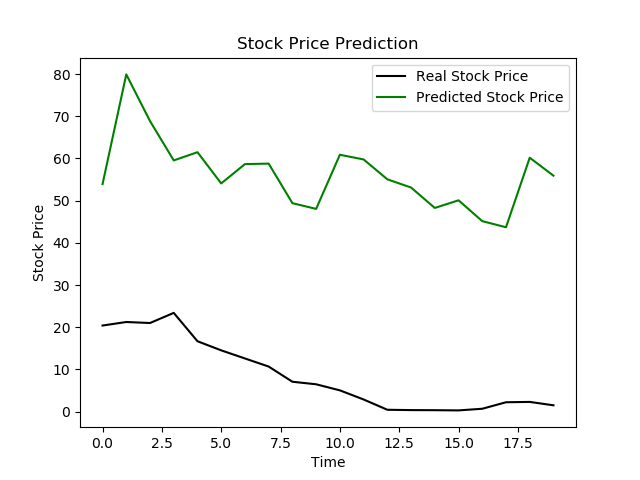 Stock Price Prediction
Real Stock Price
Predicted Stock Price
Stock Price
80
70
60
50
40
30
20
10
0
0.0 2.5 5.0 7.5 10.0 12.5 15.0 17.5
Time